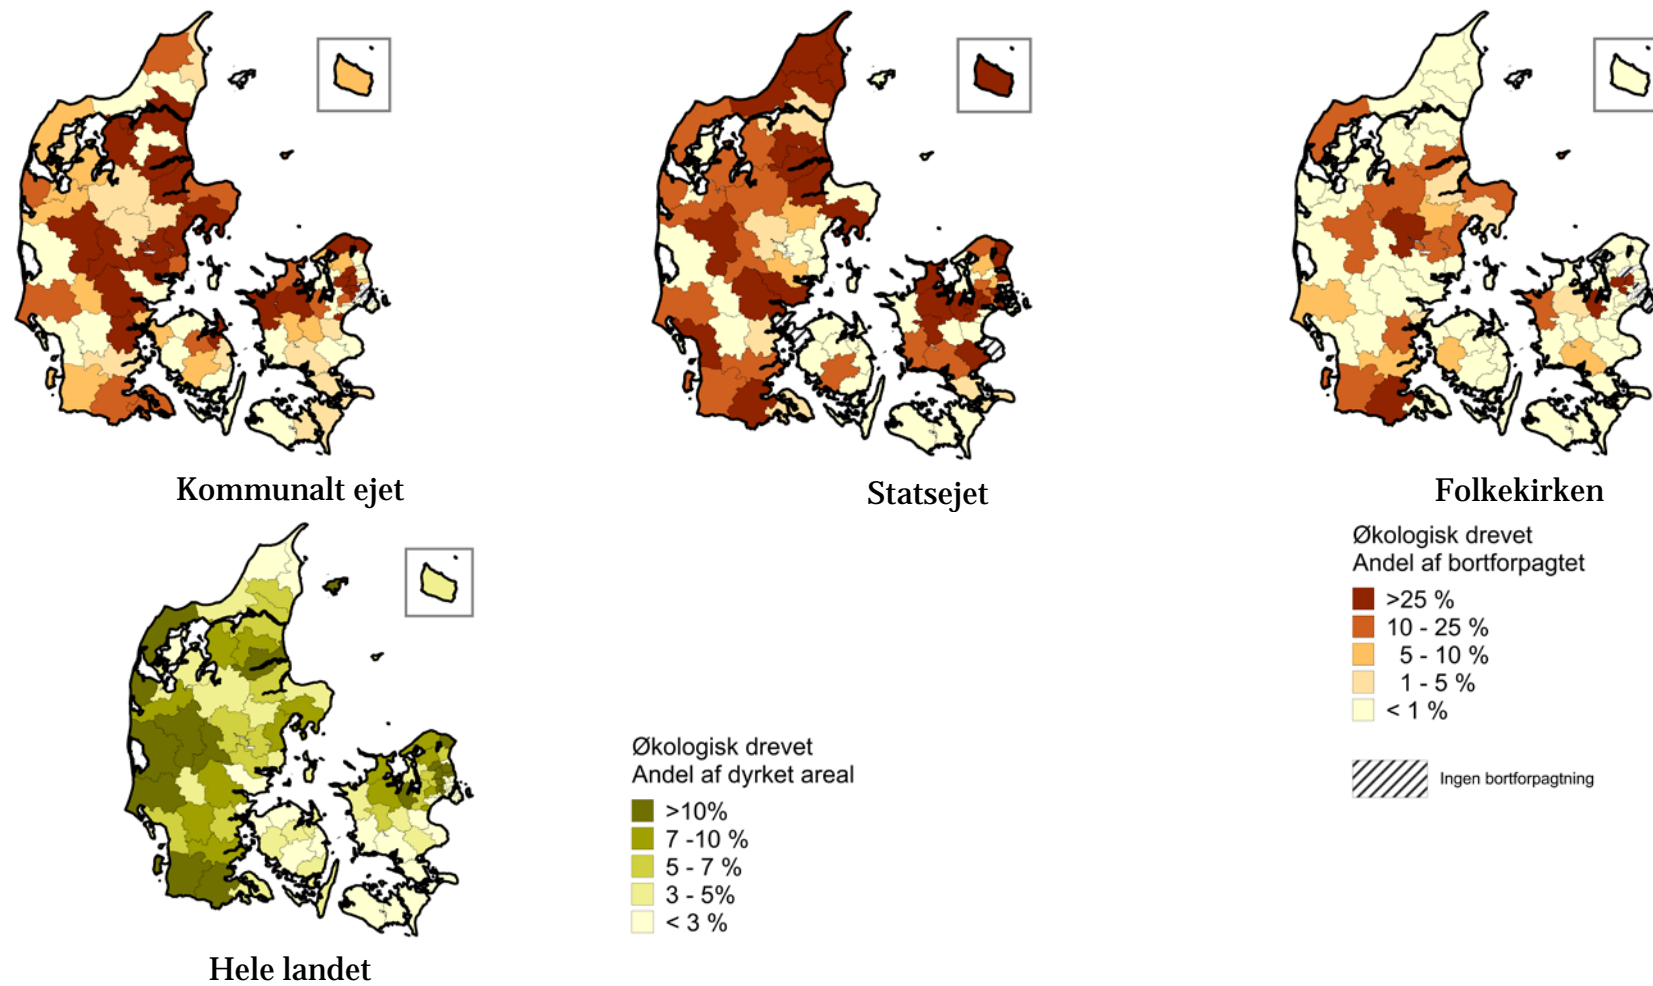 Kommunalt ejet
Statsejet
Folkekirken
Økologisk drevet
Andel af bortforpagtet
>25 %
10 - 25 %
5 - 10 %
1 - 5 %
< 1 %
Ingen bortforpagtning
Økologisk drevet
Andel af dyrket areal
>10%
7 -10 %
5 - 7 %
3 - 5%
< 3 %
Hele landet